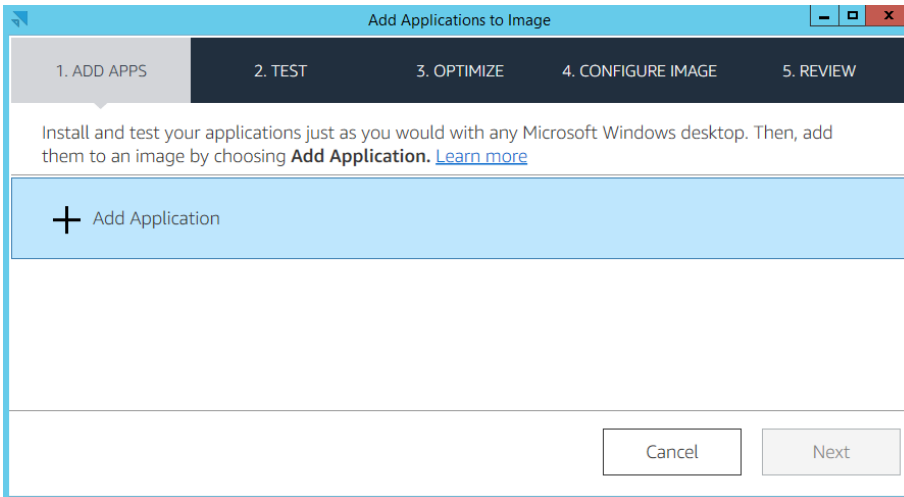 Add Applications to Image
1. ADD APPS
2. TEST
3. OPTIMIZE
4. CONFIGURE IMAGE
5. REVIEW
Install and test your applications just as you would with any Microsoft Windows desktop. Then, add
them to an image by choosing Add Application. Learn more
Add Application
Cancel
Next